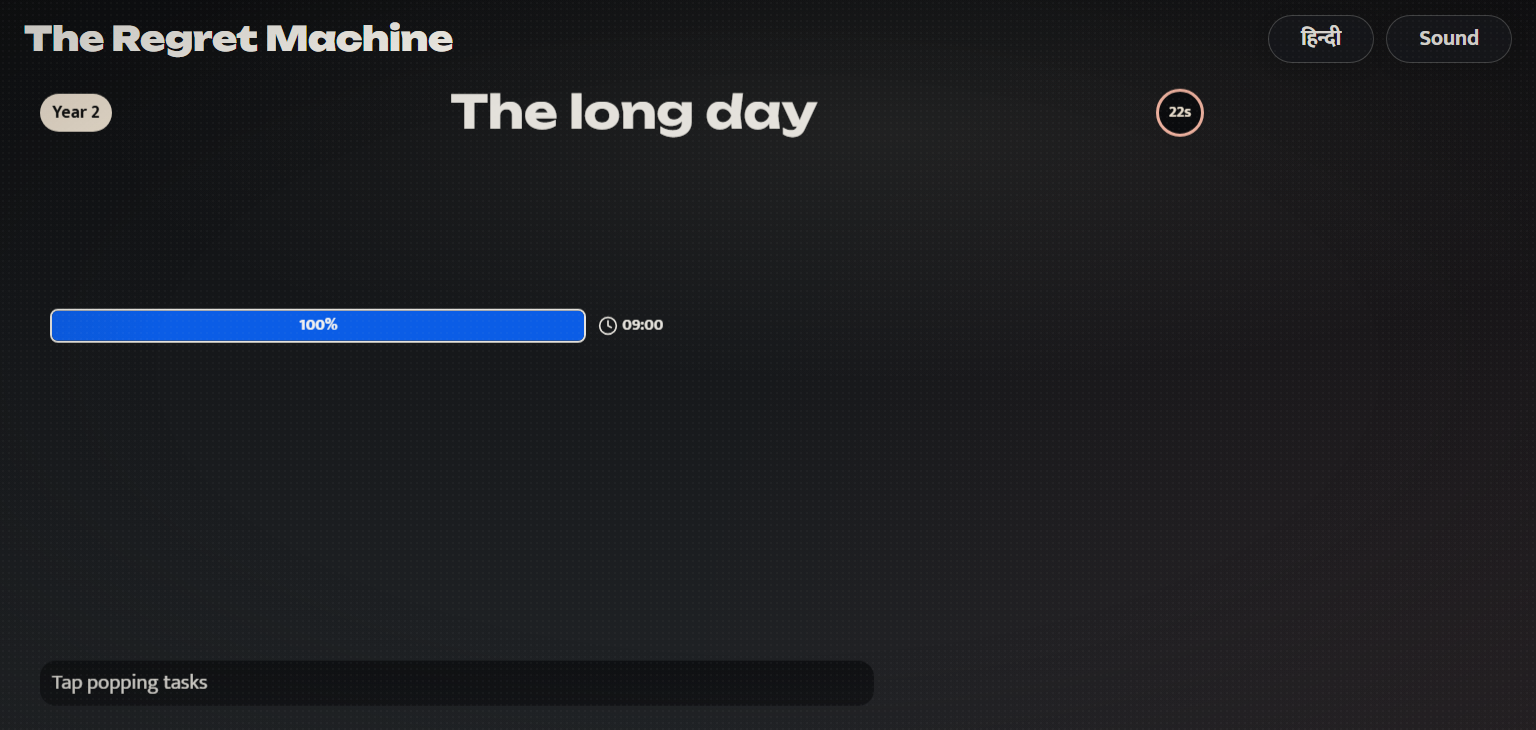 The Regret Machine
हिन्दी
Sound
Year 2
The long day
22s
100%
09:00
Tap popping tasks